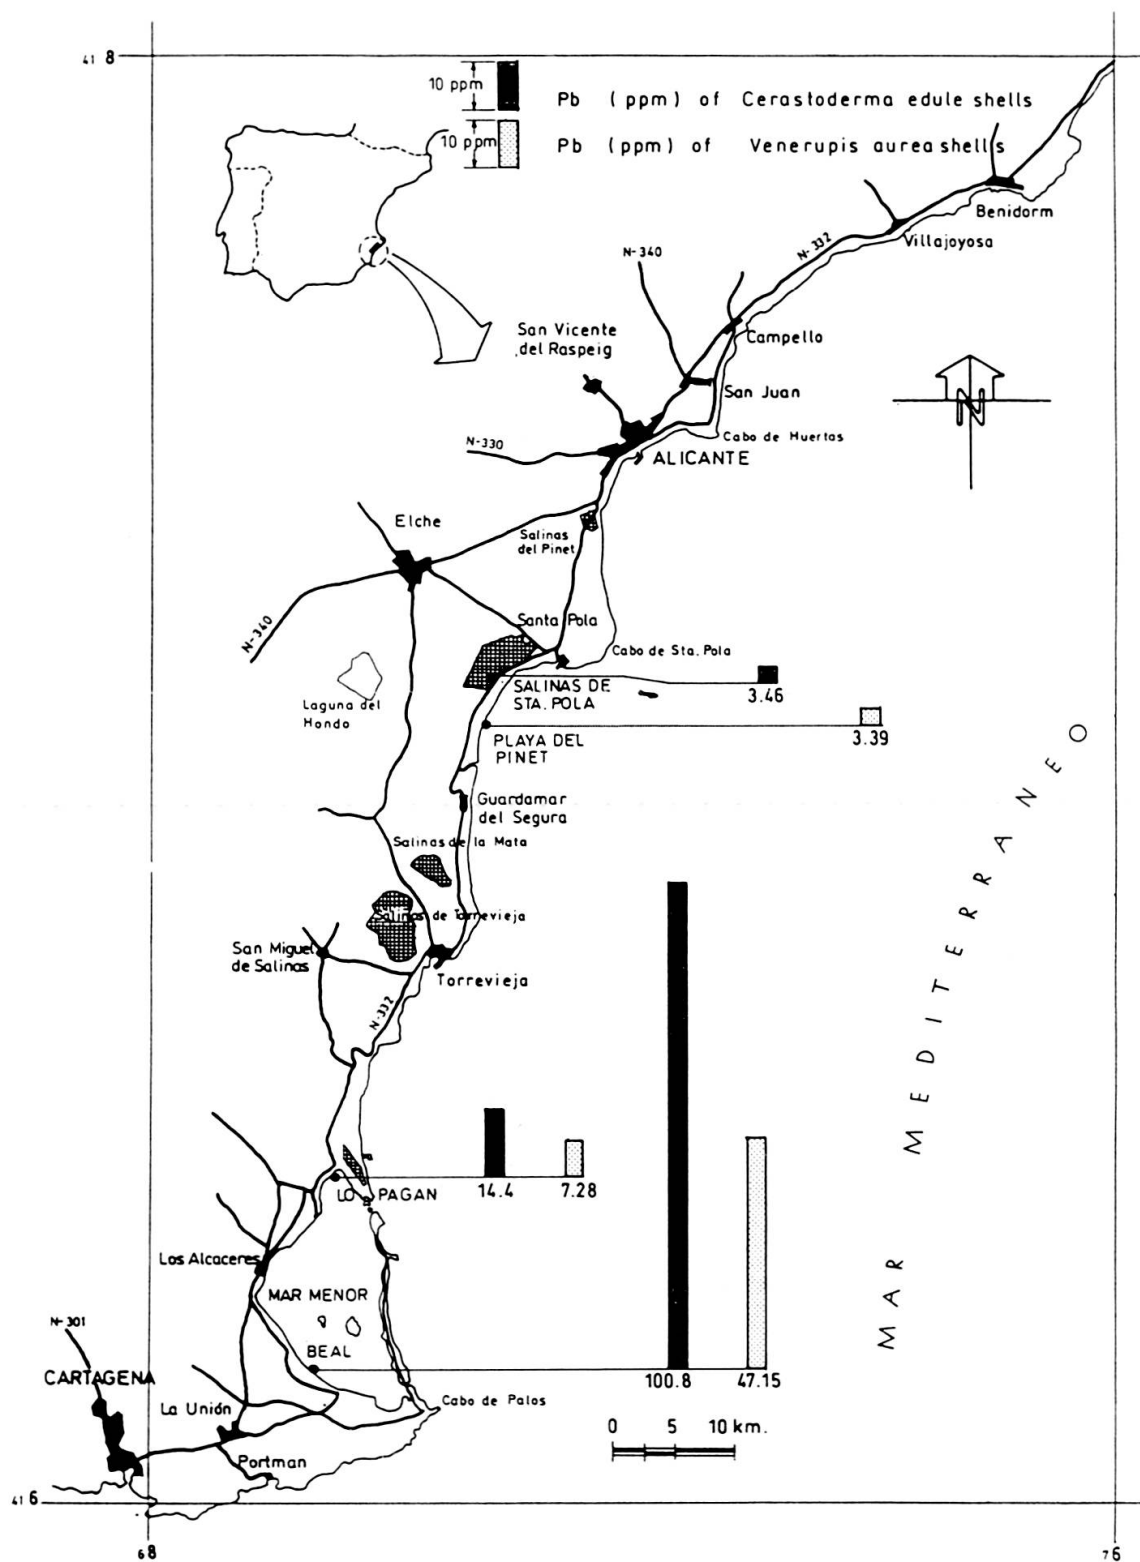 41 8
10 ppm
Pb (ppm) of Cerastoderma edule shells
10 ppm
Pb (ppm) of Venerupis aurea shells
Benidorm
Villajoyosa
N-332
N-340
Campello
San Vicente
del Raspeig
San Juan
N
Cabo de Huertas
N-330
ALICANTE
Elche
Salinas
del Pinet
N-340
Santa Pola
Cabo de Sta. Pola
SALINAS DE
STA. POLA
3.46
Laguna del
Hondo
PLAYA DEL
PINET
3.39
MAR MEDITERRANEO
Guardamar
del Segura
Salinas de la Mata
Salinas de Torrevieja
San Miguel
de Salinas
Torrevieja
N-332
LO PAGAN
14.4
7.28
Los Alcaceres
MAR MENOR
N-301
BEAL
CARTAGENA
100.8
47.15
La Unión
Cabo de Palos
0 5 10 km.
Portman
41 6
68
76